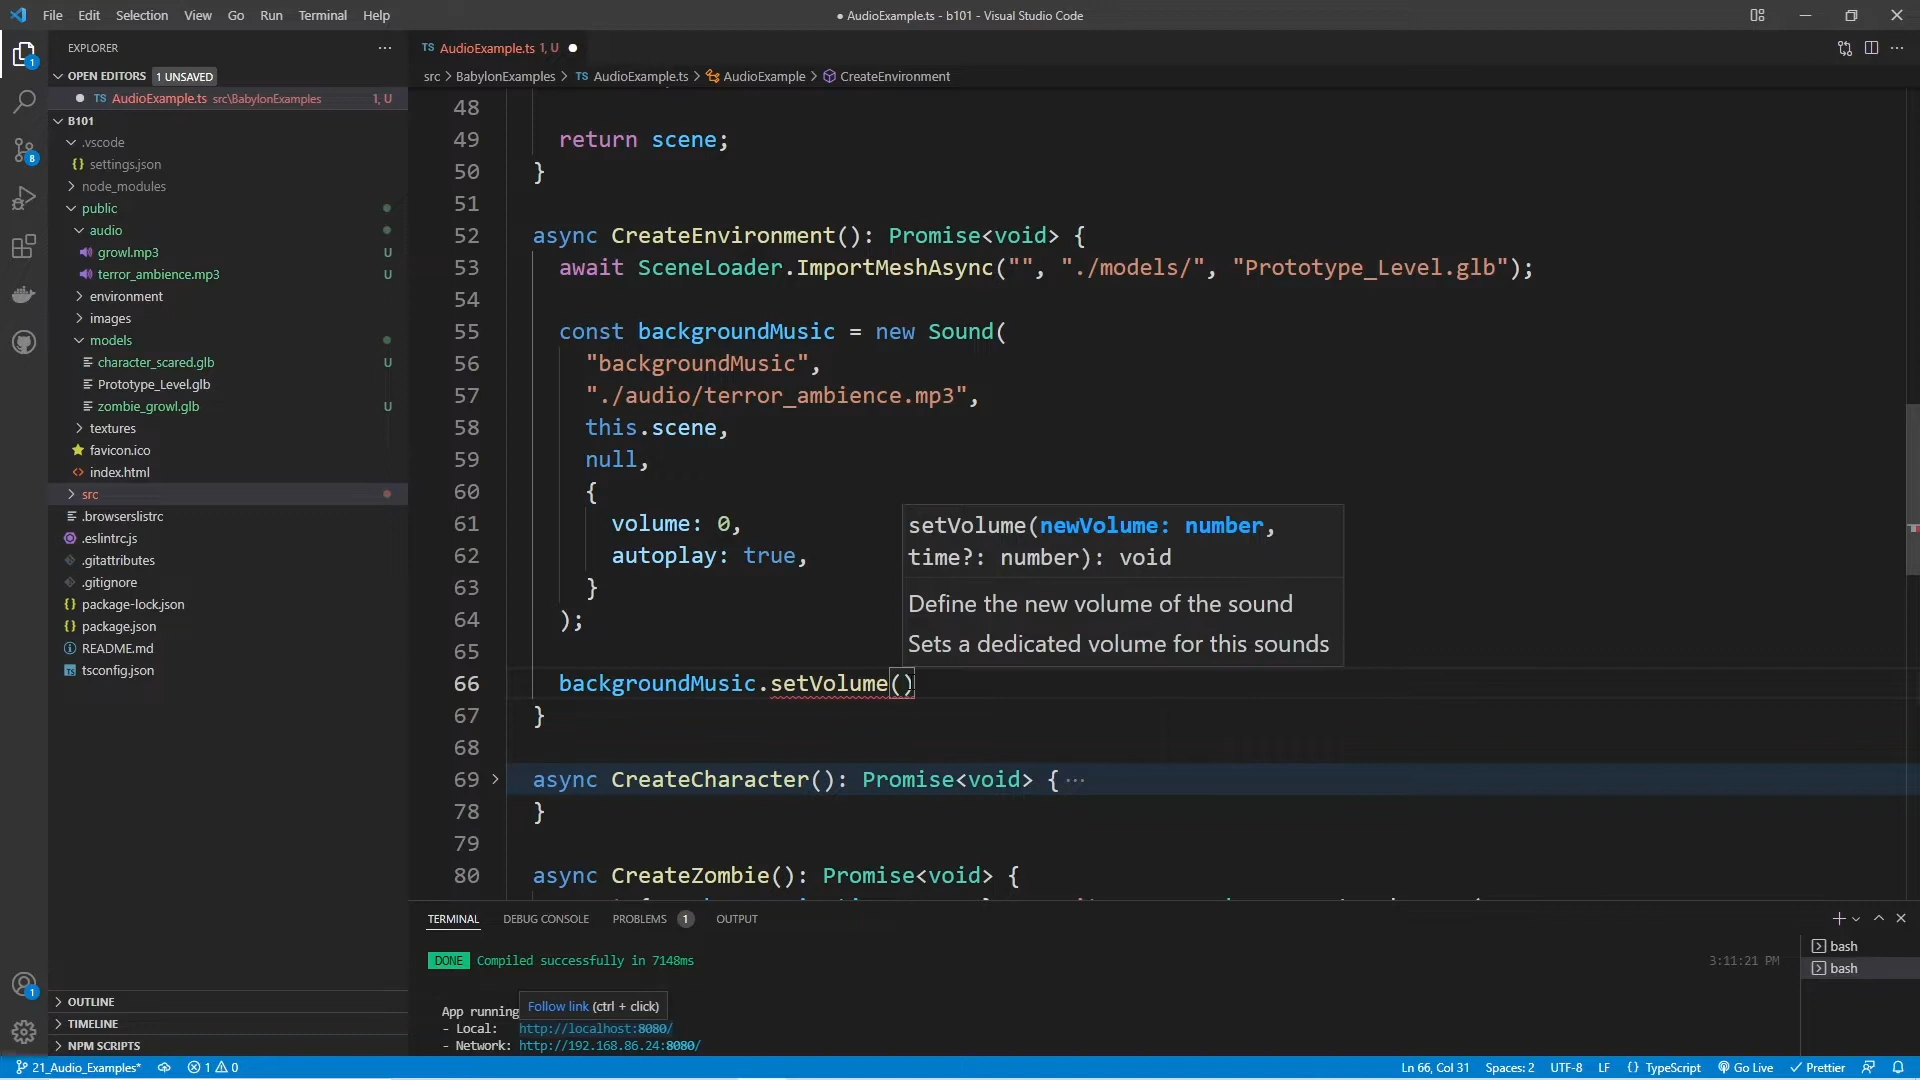 File Edit Selection View Go Run Terminal Help
● AudioExample.ts - b101 - Visual Studio Code
EXPLORER
OPEN EDITORS 1 UNSAVED
TS AudioExample.ts src\BabylonExamples 1, U
B101
.vscode
{} settings.json
node_modules
public
audio
growl.mp3 U
terror_ambience.mp3 U
environment
images
models
character_scared.glb U
Prototype_Level.glb
zombie_growl.glb U
textures
favicon.ico
<> index.html
src
.browserslistrc
.eslintrc.js
.gitattributes
.gitignore
{} package-lock.json
{} package.json
README.md
TS tsconfig.json
OUTLINE
TIMELINE
NPM SCRIPTS
1
8
1
TS AudioExample.ts 1, U ●
src > BabylonExamples > TS AudioExample.ts > AudioExample > CreateEnvironment
48
49 return scene;
50 }
51
52 async CreateEnvironment(): Promise<void> {
53 await SceneLoader.ImportMeshAsync("", "./models/", "Prototype_Level.glb");
54
55 const backgroundMusic = new Sound(
56 "backgroundMusic",
57 "./audio/terror_ambience.mp3",
58 this.scene,
59 null,
60 {
61 volume: 0,
62 autoplay: true,
63 }
64 );
65
66 backgroundMusic.setVolume()
67 }
68
69 async CreateCharacter(): Promise<void> { ···
78 }
79
80 async CreateZombie(): Promise<void> {
setVolume(newVolume: number,
time?: number): void
Define the new volume of the sound
Sets a dedicated volume for this sounds
TERMINAL DEBUG CONSOLE PROBLEMS 1 OUTPUT
DONE Compiled successfully in 7148ms 3:11:21 PM
App running
Follow link (ctrl + click)
- Local: http://localhost:8080/
- Network: http://192.168.86.24:8080/
bash
bash
21_Audio_Examples* 1 0 Ln 66, Col 31 Spaces: 2 UTF-8 LF {} TypeScript Go Live Prettier